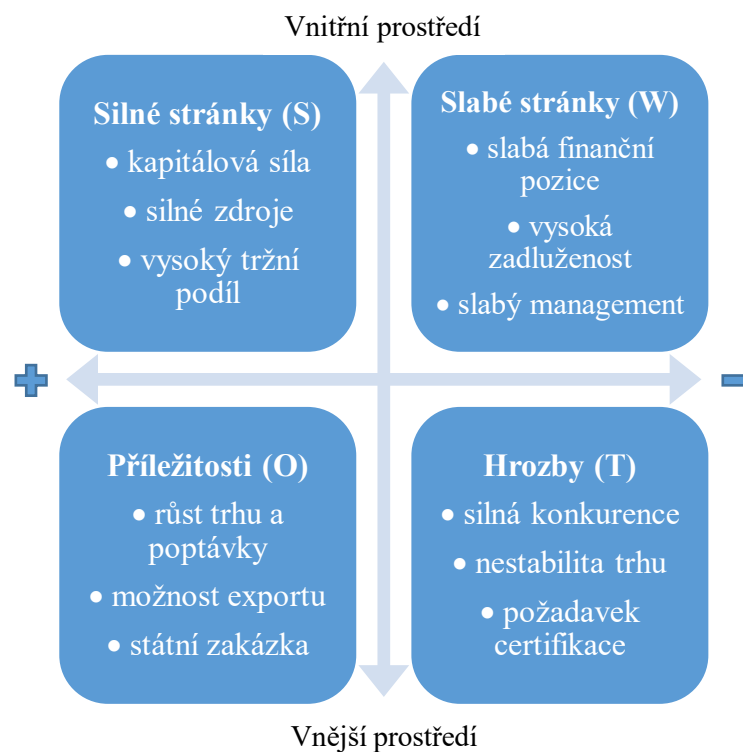 Vnitřní prostředí
Silné stránky (S)
• kapitálová síla
• silné zdroje
• vysoký tržní
podíl
Slabé stránky (W)
• slabá finanční
pozice
• vysoká
zadluženost
• slabý management
Příležitosti (O)
• růst trhu a
poptávky
• možnost exportu
• státní zakázka
Hrozby (T)
• silná konkurence
• nestabilita trhu
• požadavek
certifikace
Vnější prostředí